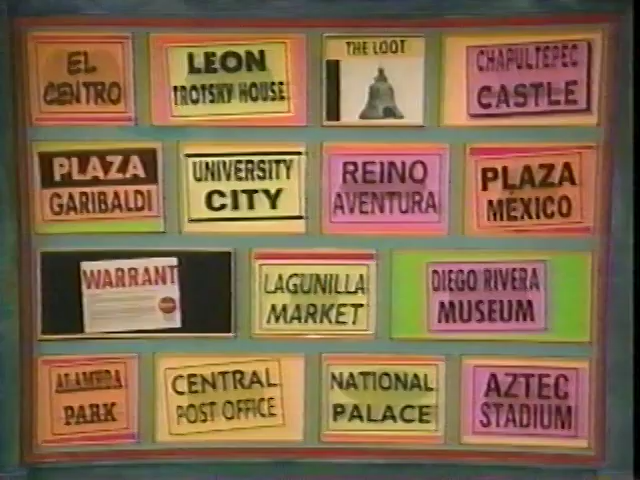 EL
CENTRO
LEON
TROTSKY HOUSE
THE LOOT
CHAPULTEPEC
CASTLE
PLAZA
GARIBALDI
UNIVERSITY
CITY
REINO
AVENTURA
PLAZA
MÉXICO
WARRANT
LAGUNILLA
MARKET
DIEGO RIVERA
MUSEUM
ALAMEDA
PARK
CENTRAL
POST OFFICE
NATIONAL
PALACE
AZTEC
STADIUM